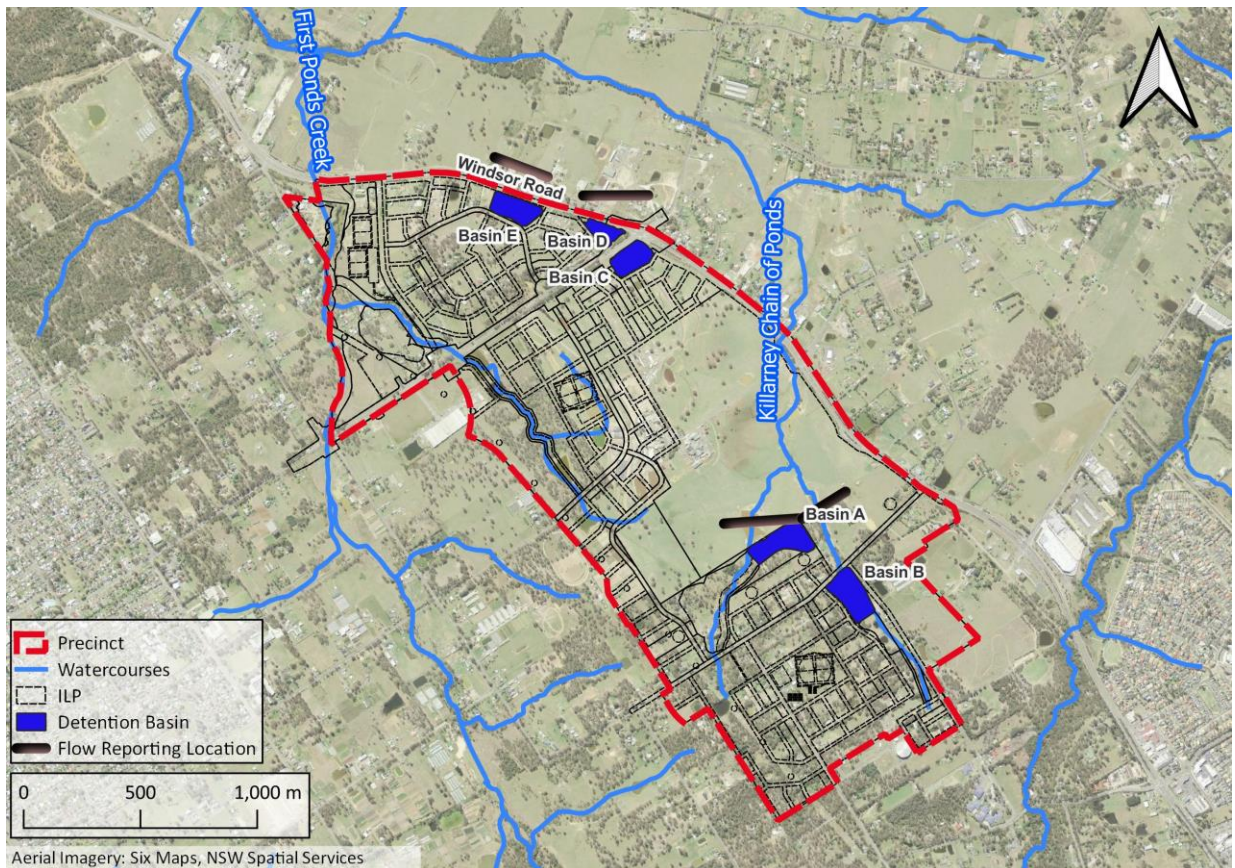 First Ponds Creek
Windsor Road
Basin E
Basin D
Basin C
Killarney Chain of Ponds
Basin A
Basin B
Precinct
Watercourses
ILP
Detention Basin
Flow Reporting Location
0 500 1,000 m
Aerial Imagery: Six Maps, NSW Spatial Services